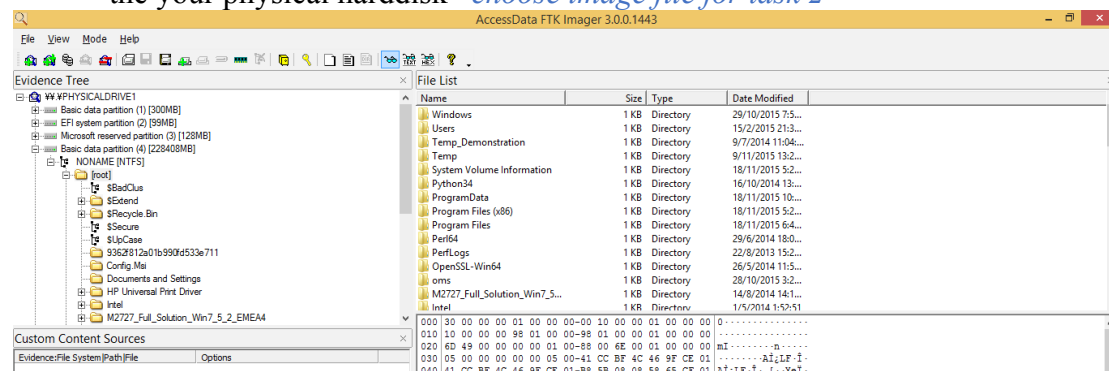 the your physical harddisk choose image file for task 2
AccessData FTK Imager 3.0.0.1443
File View Mode Help
Evidence Tree
¥¥.¥PHYSICALDRIVE1
Basic data partition (1) [300MB]
EFI system partition (2) [99MB]
Microsoft reserved partition (3) [128MB]
Basic data partition (4) [228408MB]
NONAME [NTFS]
[root]
$BadClus
$Extend
$Recycle.Bin
$Secure
$UpCase
9362f812a01b990fd533e711
Config.Msi
Documents and Settings
HP Universal Print Driver
Intel
M2727_Full_Solution_Win7_5_2_EMEA4
Custom Content Sources
Evidence:File System|Path|File Options
File List
Name Size Type Date Modified
Windows 1 KB Directory 29/10/2015 7:5...
Users 1 KB Directory 15/2/2015 21:3...
Temp_Demonstration 1 KB Directory 9/7/2014 11:04:...
Temp 1 KB Directory 9/11/2015 13:2...
System Volume Information 1 KB Directory 18/11/2015 5:2...
Python34 1 KB Directory 16/10/2014 13:...
ProgramData 1 KB Directory 18/11/2015 10:...
Program Files (x86) 1 KB Directory 18/11/2015 5:2...
Program Files 1 KB Directory 18/11/2015 6:4...
Perl64 1 KB Directory 29/6/2014 18:0...
PerfLogs 1 KB Directory 22/8/2013 15:2...
OpenSSL-Win64 1 KB Directory 26/5/2014 11:5...
oms 1 KB Directory 28/10/2015 3:2...
M2727_Full_Solution_Win7_5... 1 KB Directory 14/8/2014 14:1...
Intel 1 KB Directory 1/5/2014 1:52:51
000 30 00 00 00 01 00 00 00-00 10 00 00 01 00 00 00 0···············
010 10 00 00 00 98 01 00 00-98 01 00 00 01 00 00 00 ················
020 6D 49 00 00 00 00 01 00-88 00 6E 00 01 00 00 00 mI········n·····
030 05 00 00 00 00 00 05 00-41 CC BF 4C 46 9F CE 01 ········AÌ¿LF·Î·